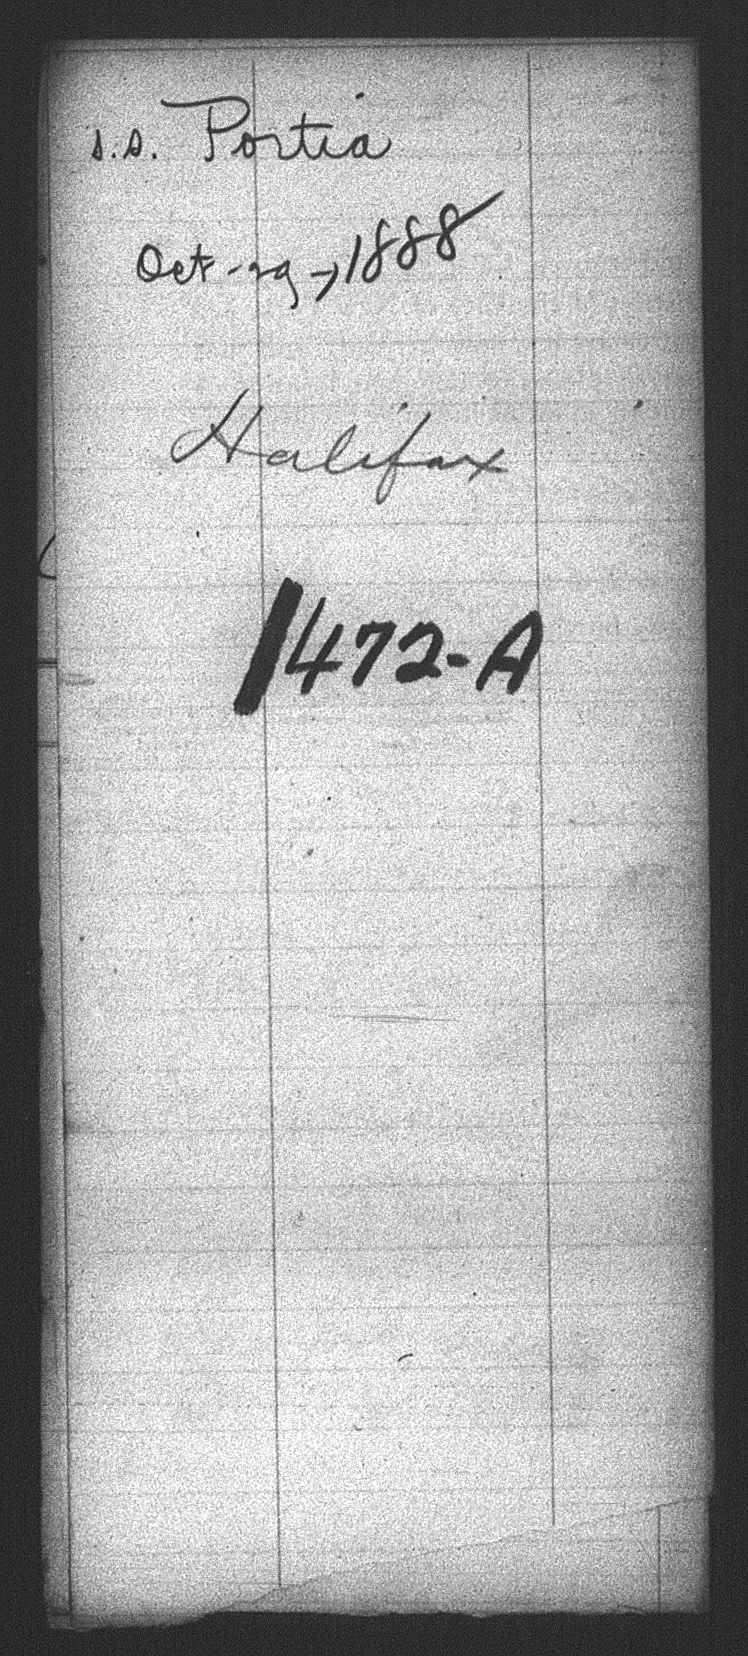 s.s. Portia
Oct-29-, 1888
Halifax
1472-A